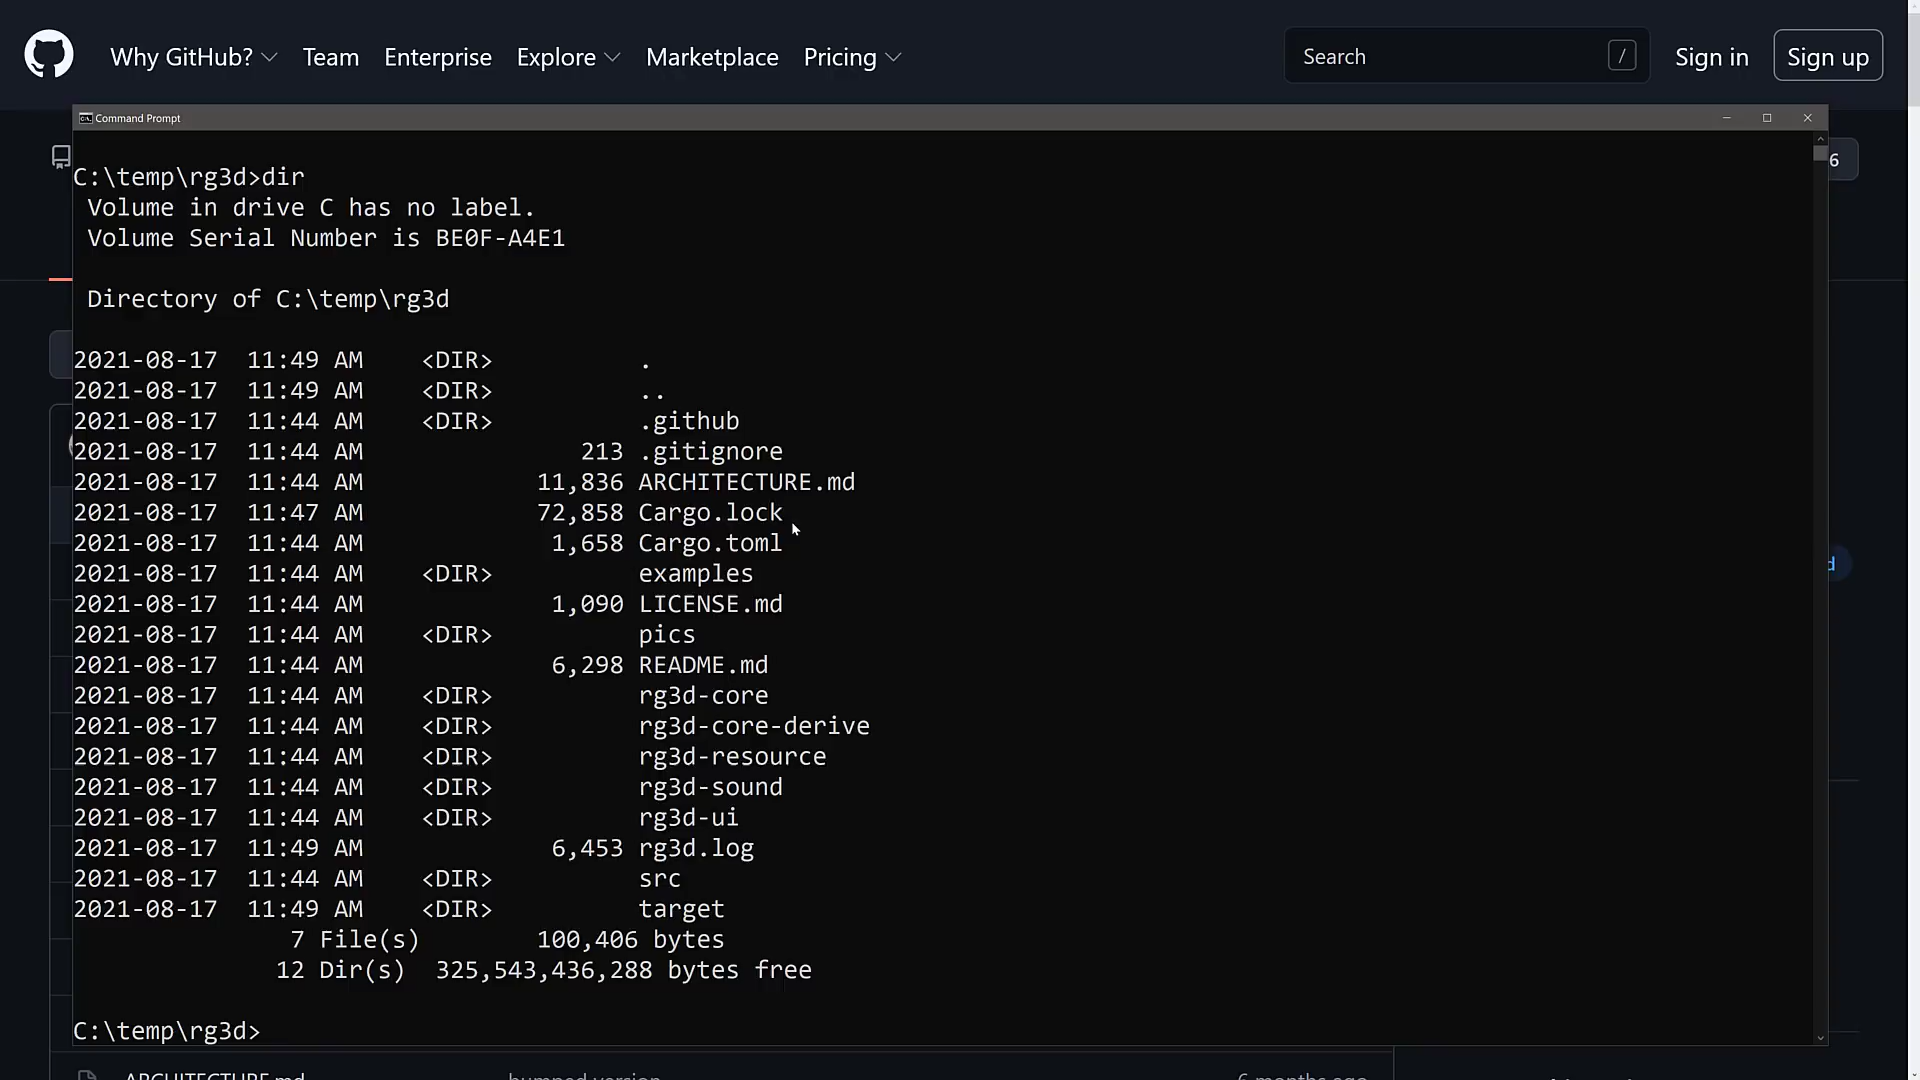 Why GitHub? Team Enterprise Explore Marketplace Pricing Search / Sign in Sign up
Command Prompt
6
C:\temp\rg3d>dir
Volume in drive C has no label.
Volume Serial Number is BE0F-A4E1
Directory of C:\temp\rg3d
2021-08-17 11:49 AM <DIR> .
2021-08-17 11:49 AM <DIR> ..
2021-08-17 11:44 AM <DIR> .github
2021-08-17 11:44 AM 213 .gitignore
2021-08-17 11:44 AM 11,836 ARCHITECTURE.md
2021-08-17 11:47 AM 72,858 Cargo.lock
2021-08-17 11:44 AM 1,658 Cargo.toml
d
2021-08-17 11:44 AM <DIR> examples
2021-08-17 11:44 AM 1,090 LICENSE.md
2021-08-17 11:44 AM <DIR> pics
2021-08-17 11:44 AM 6,298 README.md
2021-08-17 11:44 AM <DIR> rg3d-core
2021-08-17 11:44 AM <DIR> rg3d-core-derive
2021-08-17 11:44 AM <DIR> rg3d-resource
2021-08-17 11:44 AM <DIR> rg3d-sound
2021-08-17 11:44 AM <DIR> rg3d-ui
2021-08-17 11:49 AM 6,453 rg3d.log
2021-08-17 11:44 AM <DIR> src
2021-08-17 11:49 AM <DIR> target
7 File(s) 100,406 bytes
12 Dir(s) 325,543,436,288 bytes free
C:\temp\rg3d>
ARCHITECTURE.md bumped version 6 months ago